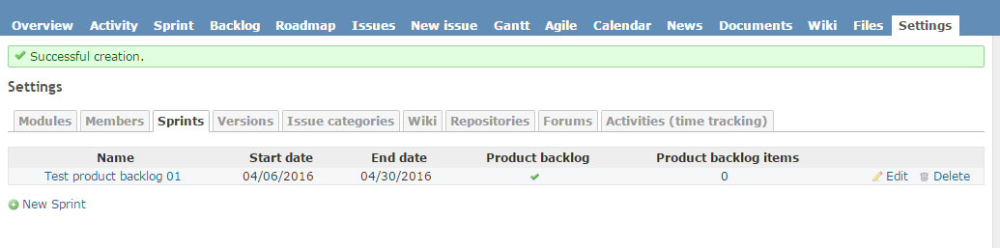 Overview Activity Sprint Backlog Roadmap Issues New issue Gantt Agile Calendar News Documents Wiki Files Settings
Successful creation.
Settings
Modules Members Sprints Versions Issue categories Wiki Repositories Forums Activities (time tracking)
Name Start date End date Product backlog Product backlog items
Test product backlog 01 04/06/2016 04/30/2016 0 Edit Delete
New Sprint